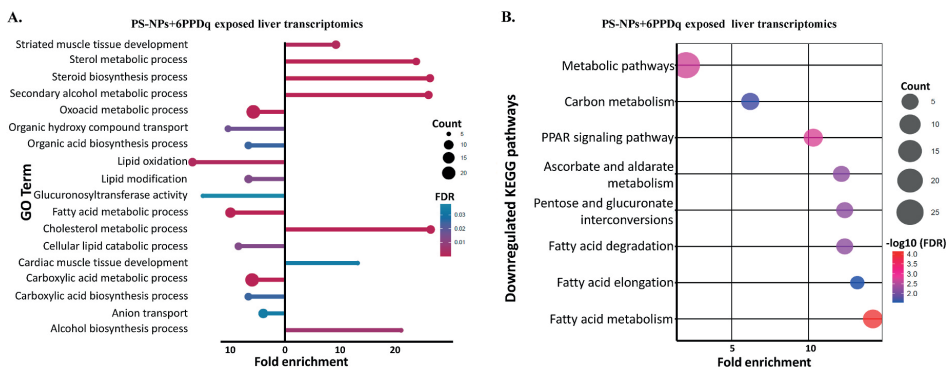 A.
PS-NPs+6PPDq exposed liver transcriptomics
GO Term
Striated muscle tissue development
Sterol metabolic process
Steroid biosynthesis process
Secondary alcohol metabolic process
Oxoacid metabolic process
Organic hydroxy compound transport
Organic acid biosynthesis process
Lipid oxidation
Lipid modification
Glucuronosyltransferase activity
Fatty acid metabolic process
Cholesterol metabolic process
Cellular lipid catabolic process
Cardiac muscle tissue development
Carboxylic acid metabolic process
Carboxylic acid biosynthesis process
Anion transport
Alcohol biosynthesis process
10 0 10 20
Fold enrichment
Count
5
10
15
20
FDR
0.03
0.02
0.01
B.
PS-NPs+6PPDq exposed liver transcriptomics
Downregulated KEGG pathways
Metabolic pathways
Carbon metabolism
PPAR signaling pathway
Ascorbate and aldarate
metabolism
Pentose and glucuronate
interconversions
Fatty acid degradation
Fatty acid elongation
Fatty acid metabolism
5 10
Fold enrichment
Count
5
10
15
20
25
-log10 (FDR)
4.0
3.5
3.0
2.5
2.0